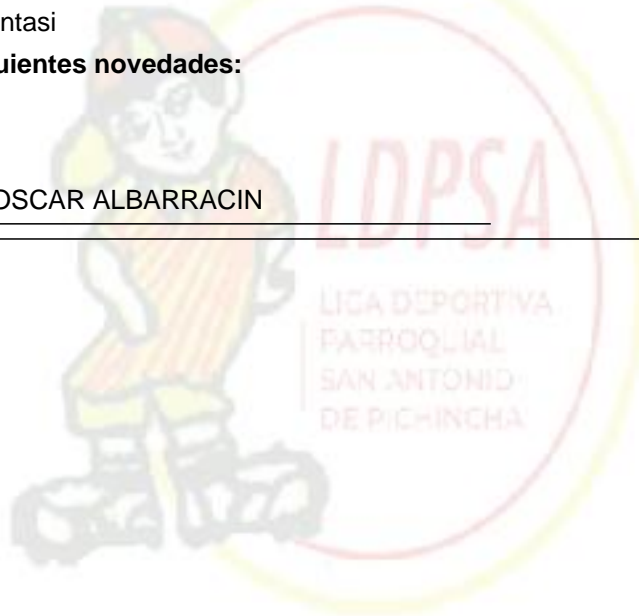 ntasi
uientes novedades:
OSCAR ALBARRACIN
LDPSA
LIGA DEPORTIVA
PARROQUIAL
SAN ANTONIO
DE PICHINCHA